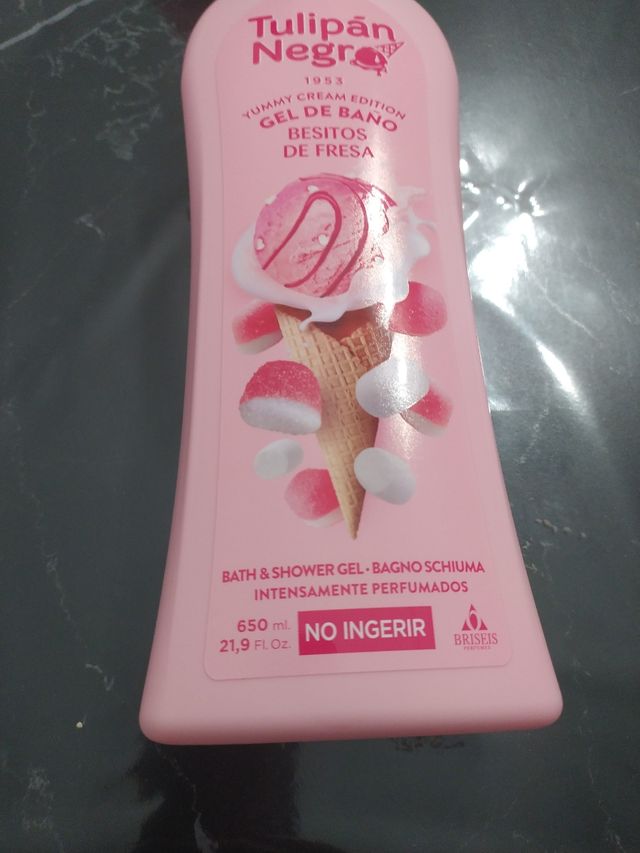 Tulipán
Negro
1953
YUMMY CREAM EDITION
GEL DE BAÑO
BESITOS
DE FRESA
BATH & SHOWER GEL · BAGNO SCHIUMA
INTENSAMENTE PERFUMADOS
650 ml.
21,9 Fl. Oz.
NO INGERIR
BRISEIS
PERFUMES